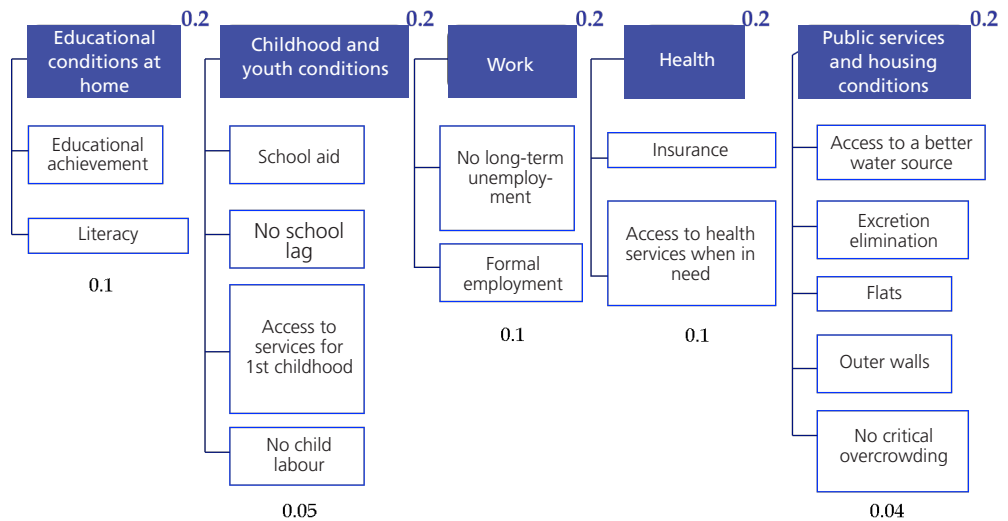 0.2
Educational
conditions at
home
Educational
achievement
Literacy
0.1
0.2
Childhood and
youth conditions
School aid
No school
lag
Access to
services for
1st childhood
No child
labour
0.05
0.2
Work
No long-term
unemploy-
ment
Formal
employment
0.1
0.2
Health
Insurance
Access to health
services when in
need
0.1
0.2
Public services
and housing
conditions
Access to a better
water source
Excretion
elimination
Flats
Outer walls
No critical
overcrowding
0.04